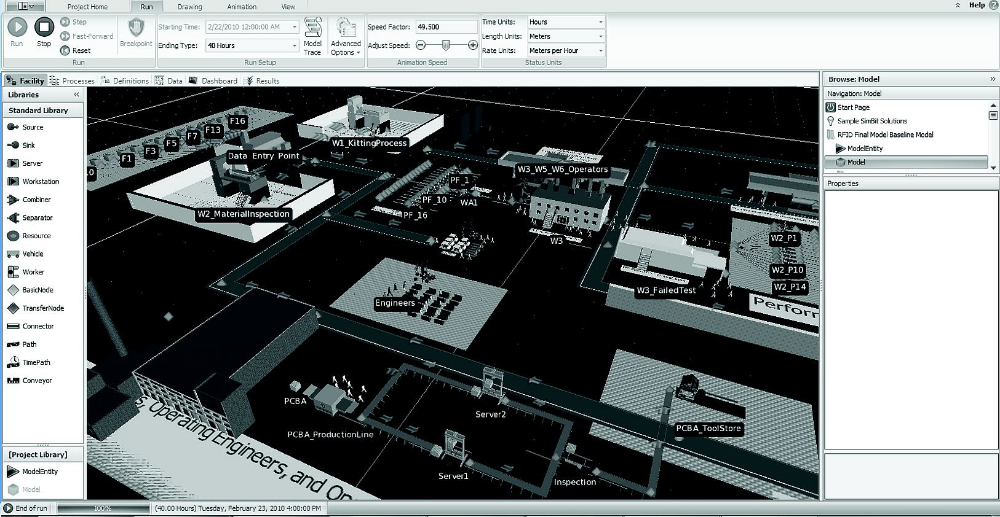 Project Home
Run
Drawing
Animation
View
Help
Run
Stop
Step
Fast-Forward
Reset
Breakpoint
Run
Starting Time:
2/22/2010 12:00:00 AM
Ending Type:
40 Hours
Model
Trace
Advanced
Options
Run Setup
Speed Factor:
49.500
Adjust Speed:
Animation Speed
Time Units:
Hours
Length Units:
Meters
Rate Units:
Meters per Hour
Status Units
Facility
Processes
Definitions
Data
Dashboard
Results
Libraries
Standard Library
Source
Sink
Server
Workstation
Combiner
Separator
Resource
Vehicle
Worker
BasicNode
TransferNode
Connector
Path
TimePath
Conveyor
[Project Library]
ModelEntity
Model
F16
F13
F7
F5
F3
F1
Data Entry Point
W1_KittingProcess
W2_MaterialInspection
PF_1
PF_10
PF_16
WA1
W3_W5_W6_Operators
W3
W2_P1
W2_P10
W2_P14
W3_FailedTest
Engineers
Perforr
s, Operating Engineers, and Op
PCBA
PCBA_ProductionLine
Server2
Server1
Inspection
PCBA_ToolStore
Browse: Model
Navigation: Model
Start Page
Sample SimBit Solutions
RFID Final Model Baseline Model
ModelEntity
Model
Properties
End of run
100%
(40.00 Hours) Tuesday, February 23, 2010 4:00:00 PM